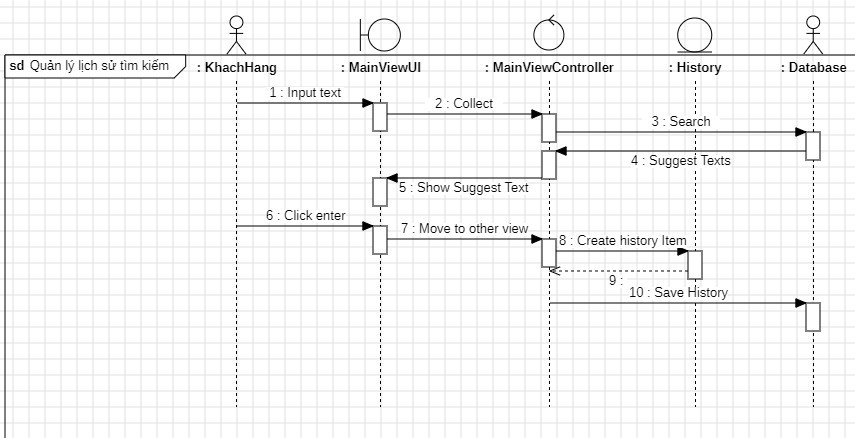 sd Quản lý lịch sử tìm kiếm
: KhachHang
: MainViewUI
: MainViewController
: History
: Database
1 : Input text
2 : Collect
3 : Search
4 : Suggest Texts
5 : Show Suggest Text
6 : Click enter
7 : Move to other view
8 : Create history Item
9 :
10 : Save History